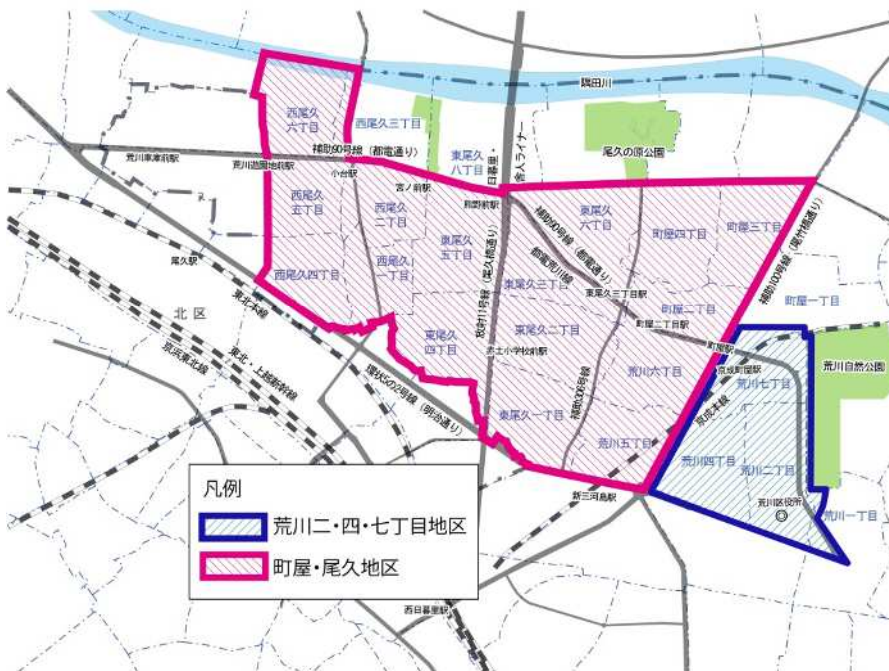 隅田川
西尾久
六丁目
西尾久三丁目
補助90号線（都電通り）
東尾久
八丁目
日暮里・
舎人ライナー
尾久の原公園
荒川車庫前駅
荒川遊園地前駅
小台駅
宮ノ前駅
熊野前駅
西尾久
五丁目
西尾久
二丁目
西尾久
一丁目
西尾久四丁目
東尾久
五丁目
東尾久
六丁目
町屋四丁目
町屋三丁目
補助90号線（都電通り）
都電荒川線
放射11号線（尾久橋通り）
東尾久三丁目
東尾久三丁目駅
補助100号線（尾竹橋通り）
尾久駅
東北本線
北区
東北・上越新幹線
京浜東北線
東尾久
四丁目
東尾久二丁目
赤土小学校前駅
町屋二丁目
町屋二丁目駅
町屋一丁目
町屋駅
京成町屋駅
荒川自然公園
環状5の2号線（明治通り）
東尾久一丁目
補助306号線
荒川六丁目
荒川五丁目
京成本線
荒川七丁目
荒川四丁目
荒川二丁目
新三河島駅
荒川区役所
荒川一丁目
西日暮里駅
凡例
荒川二・四・七丁目地区
町屋・尾久地区